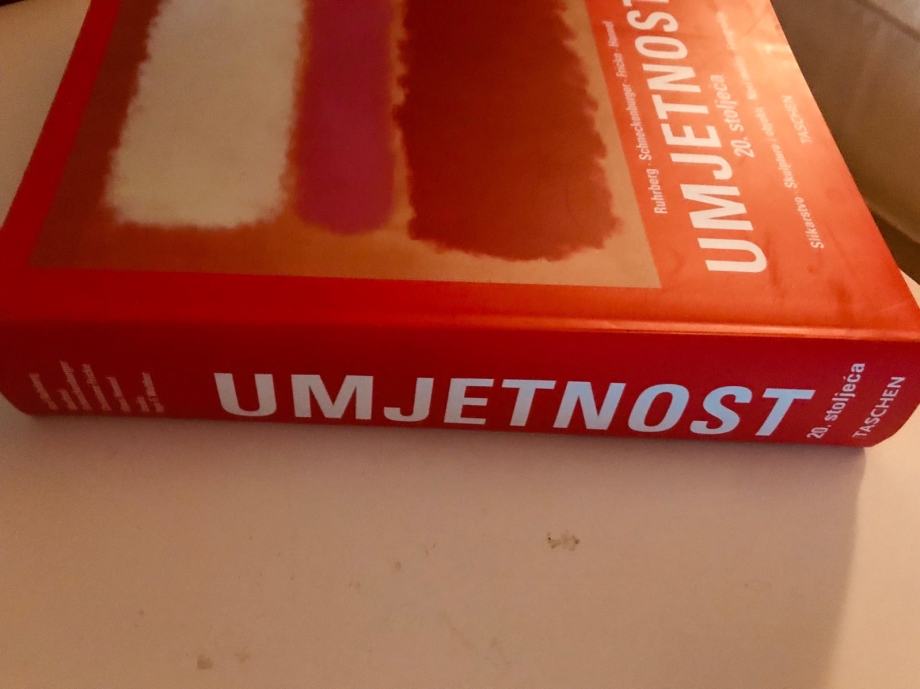 Ruhrberg · Schneckenburger · Fricke · Honnef
UMJETNOST
20. stoljeća
Slikarstvo Skulptura i objekti
TASCHEN
UMJETNOST
20. stoljeća
TASCHEN